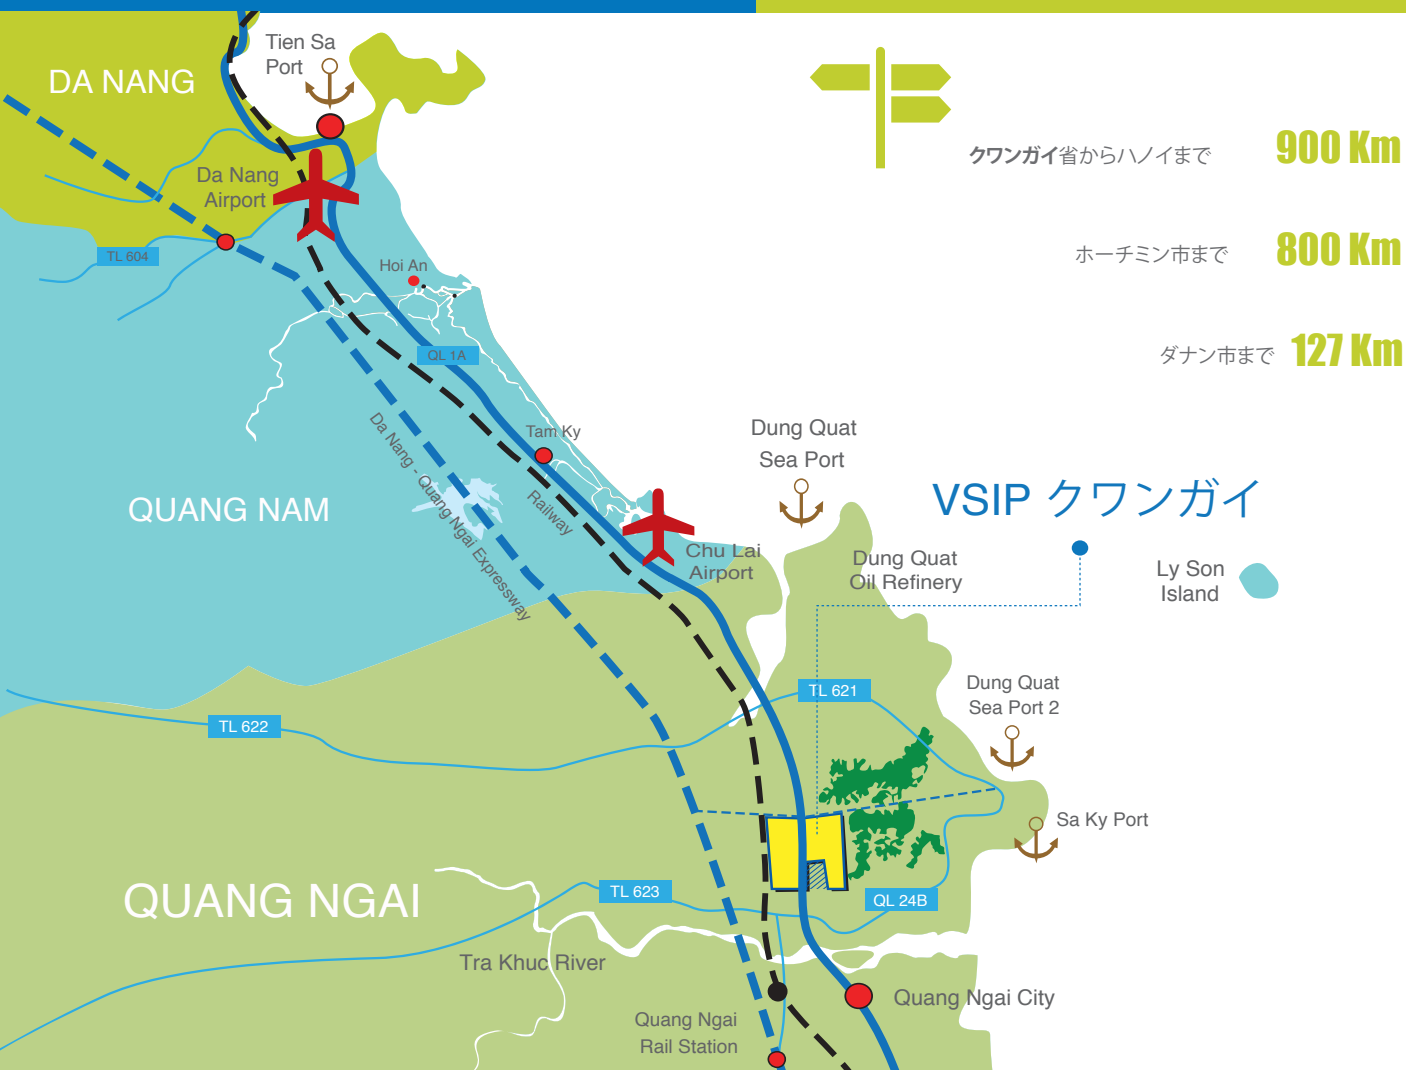 Tien Sa
Port
DA NANG
クワンガイ省からハノイまで 900 Km
Da Nang
Airport
ホーチミン市まで 800 Km
TL 604
Hoi An
ダナン市まで 127 Km
QL 1A
Da Nang - Quang Ngai Expressway
Tam Ky
Railway
Dung Quat
Sea Port
QUANG NAM
VSIP クワンガイ
Chu Lai
Airport
Dung Quat
Oil Refinery
Ly Son
Island
TL 621
Dung Quat
Sea Port 2
TL 622
Sa Ky Port
QUANG NGAI
TL 623
QL 24B
Tra Khuc River
Quang Ngai City
Quang Ngai
Rail Station